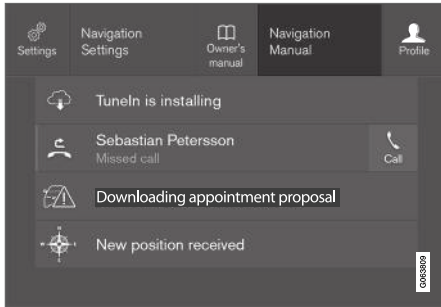 Settings
Navigation
Settings
Owner's
manual
Navigation
Manual
Profile
TuneIn is installing
Sebastian Petersson
Missed call
Call
Downloading appointment proposal
New position received
G063809